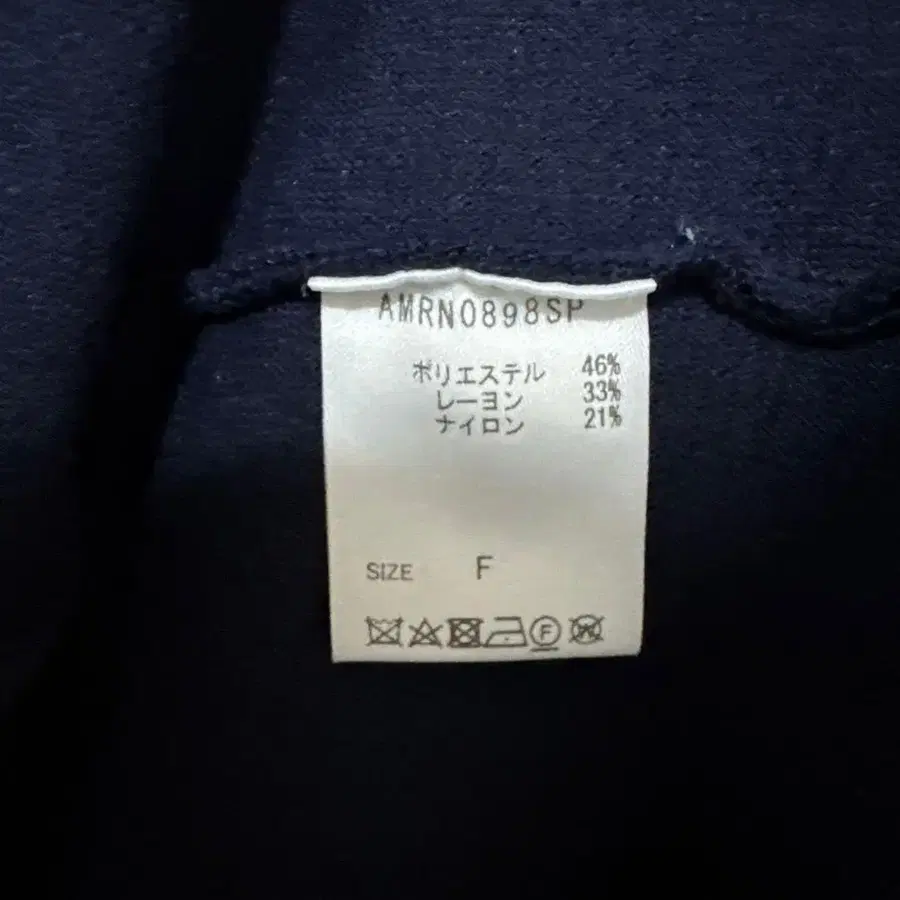 AMRN0898SP
ポリエステル 46%
レーヨン 33%
ナイロン 21%
SIZE F
F W